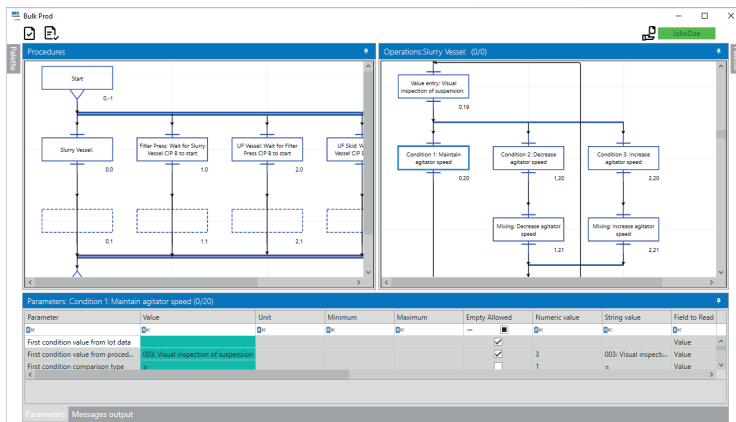 Bulk Prod
JohnDoe
Palette
Procedures
Start
0,-1
Slurry Vessel:
0,0
Filter Press: Wait for Slurry
Vessel CIP B to start
1,0
UF Vessel: Wait for Filter
Press CIP B to start
2,0
UF Skid: W
Vessel CIP B
0,1
1,1
2,1
Operations:Slurry Vessel: (0/0)
Value entry: Visual
inspection of suspension.
0,19
Condition 1: Maintain
agitator speed
0,20
Condition 2: Decrease
agitator speed
1,20
Condition 3: Increase
agitator speed
2,20
Mixing: Decrease agitator
speed
1,21
Mixing: Increase agitator
speed
2,21
Parameters: Condition 1: Maintain agitator speed (0/20)
Parameter Value Unit Minimum Maximum Empty Allowed Numeric value String value Field to Read
First condition value from lot data Value
First condition value from proced... 003: Visual inspection of suspension 3 003: Visual inspecti... Value
First condition comparison type = 1 = Value
Parameters Messages output